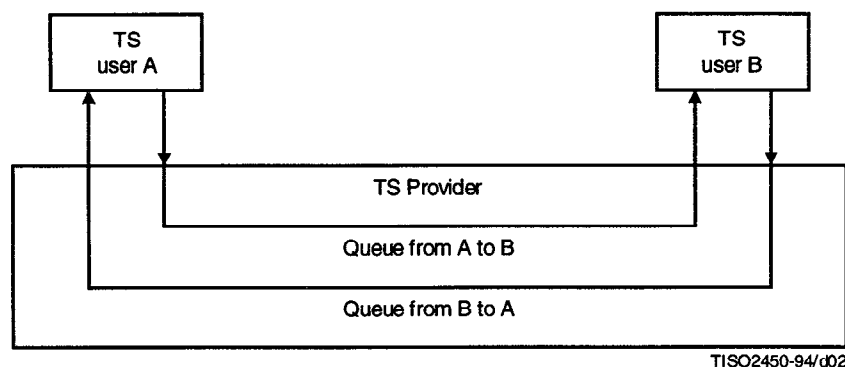 TS
user A
TS
user B
TS Provider
Queue from A to B
Queue from B to A
TISO2450-94/d02